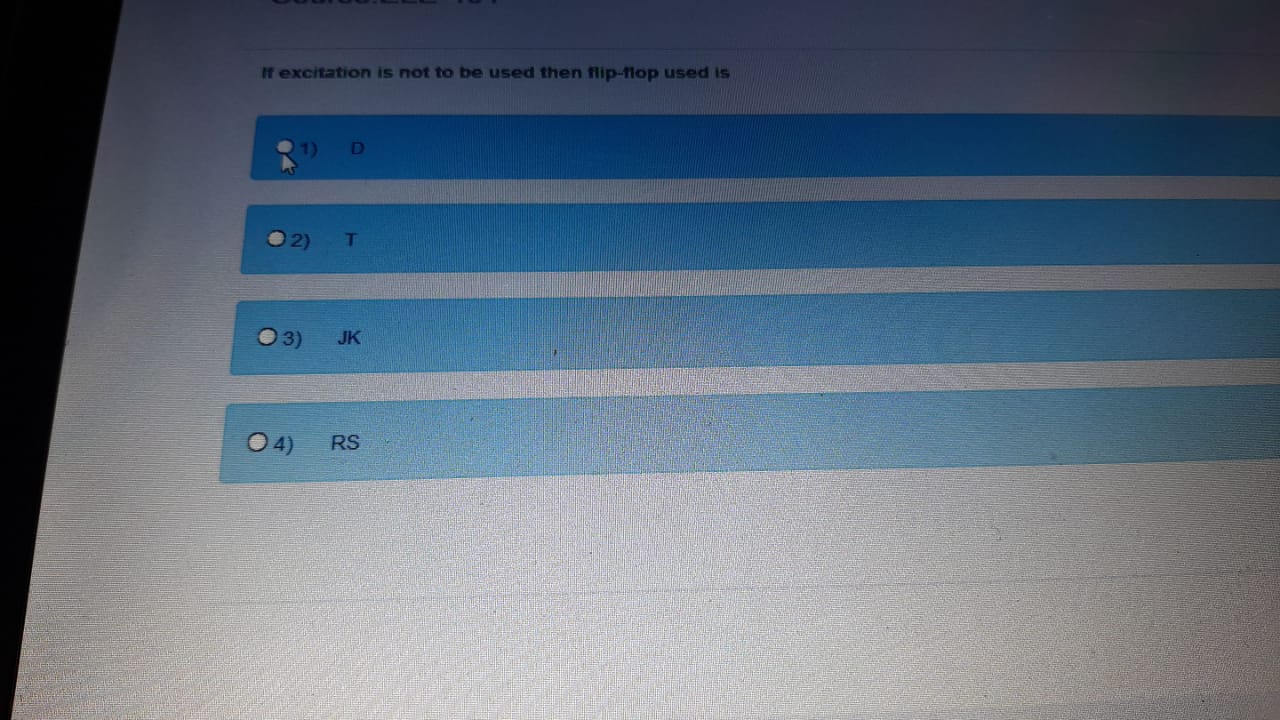 If excitation is not to be used then flip-flop used is
1) D
2) T
3) JK
4) RS